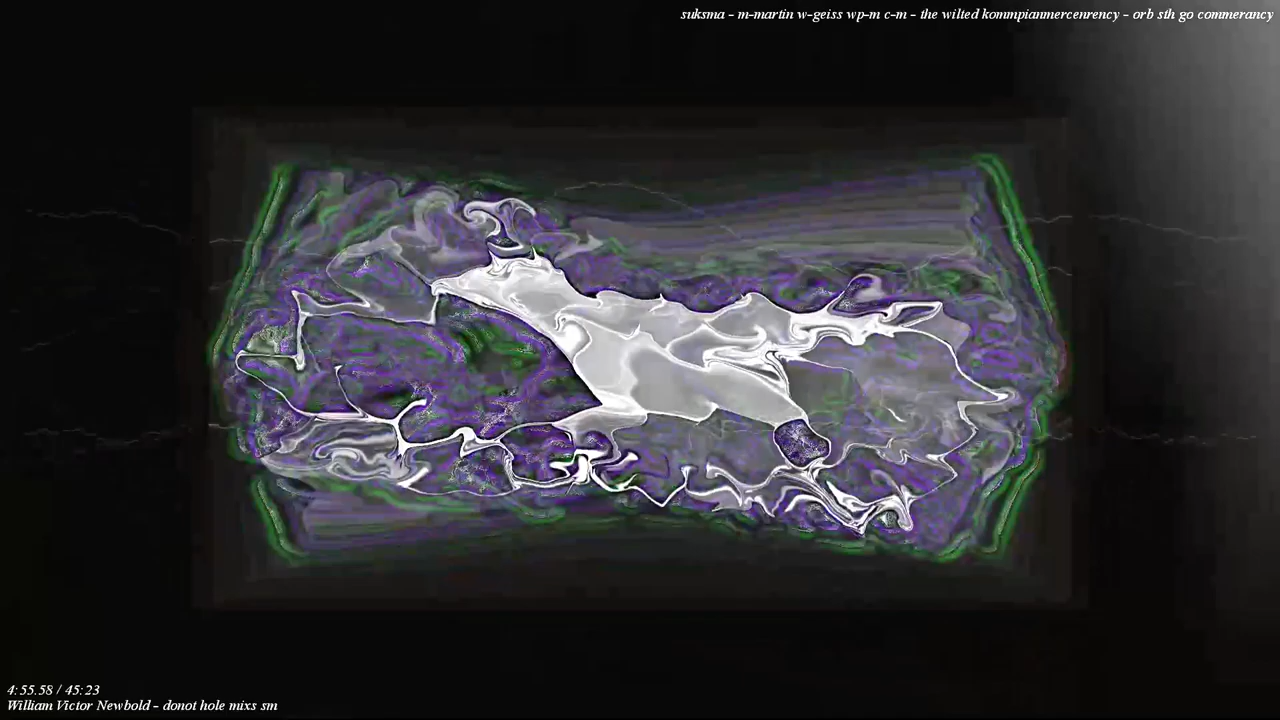 suksma - m-martin w-geiss wp-m c-m - the wilted kommpianmercenrency - orb sth go commerancy
4:55.58 / 45:23
William Victor Newbold - donot hole mixs sm